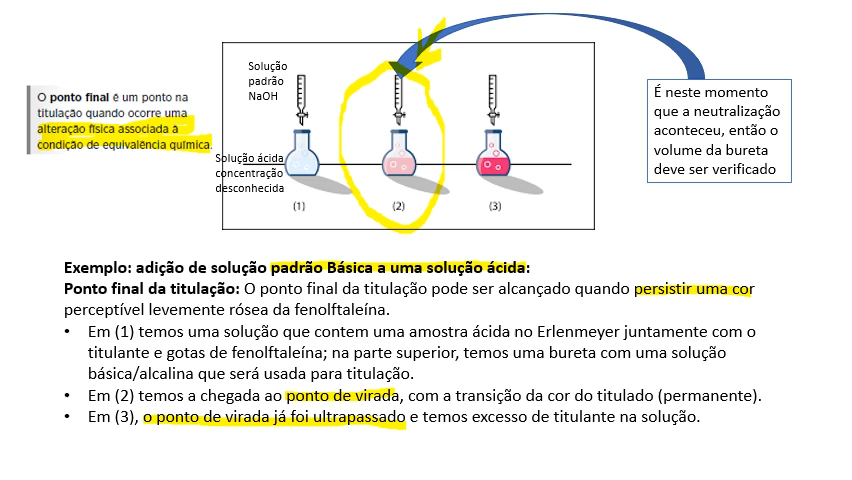 Solução
padrão
NaOH
O ponto final é um ponto na
titulação quando ocorre uma
alteração física associada à
condição de equivalência química.
Solução ácida
concentração
desconhecida
(1)
(2)
(3)
É neste momento
que a neutralização
aconteceu, então o
volume da bureta
deve ser verificado
Exemplo: adição de solução padrão Básica a uma solução ácida:
Ponto final da titulação: O ponto final da titulação pode ser alcançado quando persistir uma cor
perceptível levemente rósea da fenolftaleína.
• Em (1) temos uma solução que contem uma amostra ácida no Erlenmeyer juntamente com o
titulante e gotas de fenolftaleína; na parte superior, temos uma bureta com uma solução
básica/alcalina que será usada para titulação.
• Em (2) temos a chegada ao ponto de virada, com a transição da cor do titulado (permanente).
• Em (3), o ponto de virada já foi ultrapassado e temos excesso de titulante na solução.